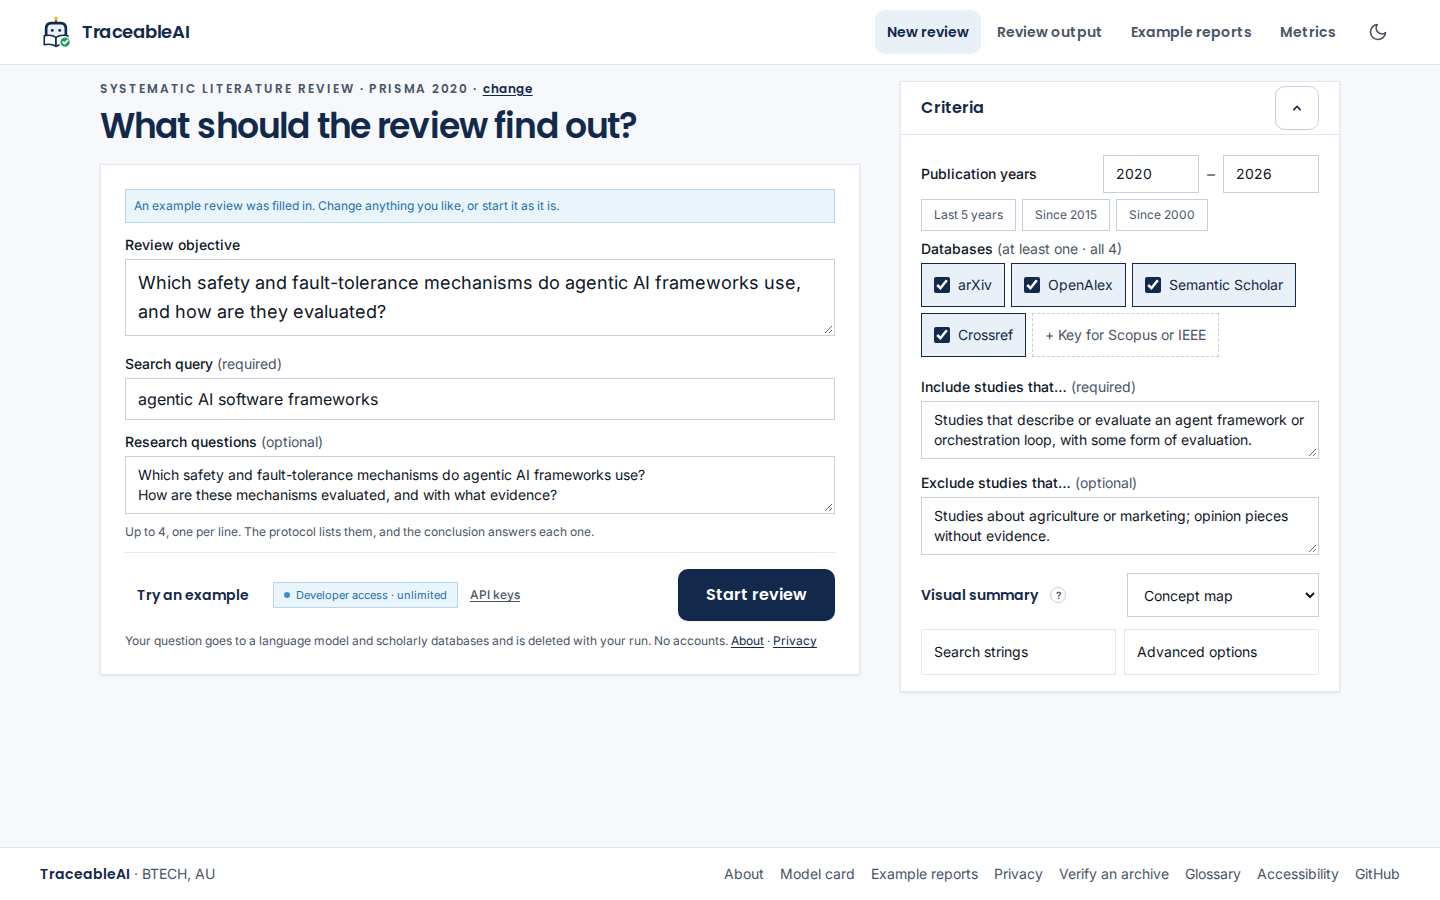 TraceableAI
New review
Review output
Example reports
Metrics
SYSTEMATIC LITERATURE REVIEW · PRISMA 2020 · change
What should the review find out?
An example review was filled in. Change anything you like, or start it as it is.
Review objective
Which safety and fault-tolerance mechanisms do agentic AI frameworks use,
and how are they evaluated?
Search query (required)
agentic AI software frameworks
Research questions (optional)
Which safety and fault-tolerance mechanisms do agentic AI frameworks use?
How are these mechanisms evaluated, and with what evidence?
Up to 4, one per line. The protocol lists them, and the conclusion answers each one.
Try an example
Developer access · unlimited
API keys
Start review
Your question goes to a language model and scholarly databases and is deleted with your run. No accounts. About · Privacy
Criteria
Publication years
2020 – 2026
Last 5 years
Since 2015
Since 2000
Databases (at least one · all 4)
arXiv
OpenAlex
Semantic Scholar
Crossref
+ Key for Scopus or IEEE
Include studies that... (required)
Studies that describe or evaluate an agent framework or
orchestration loop, with some form of evaluation.
Exclude studies that... (optional)
Studies about agriculture or marketing; opinion pieces
without evidence.
Visual summary ?
Concept map
Search strings
Advanced options
TraceableAI · BTECH, AU
About
Model card
Example reports
Privacy
Verify an archive
Glossary
Accessibility
GitHub